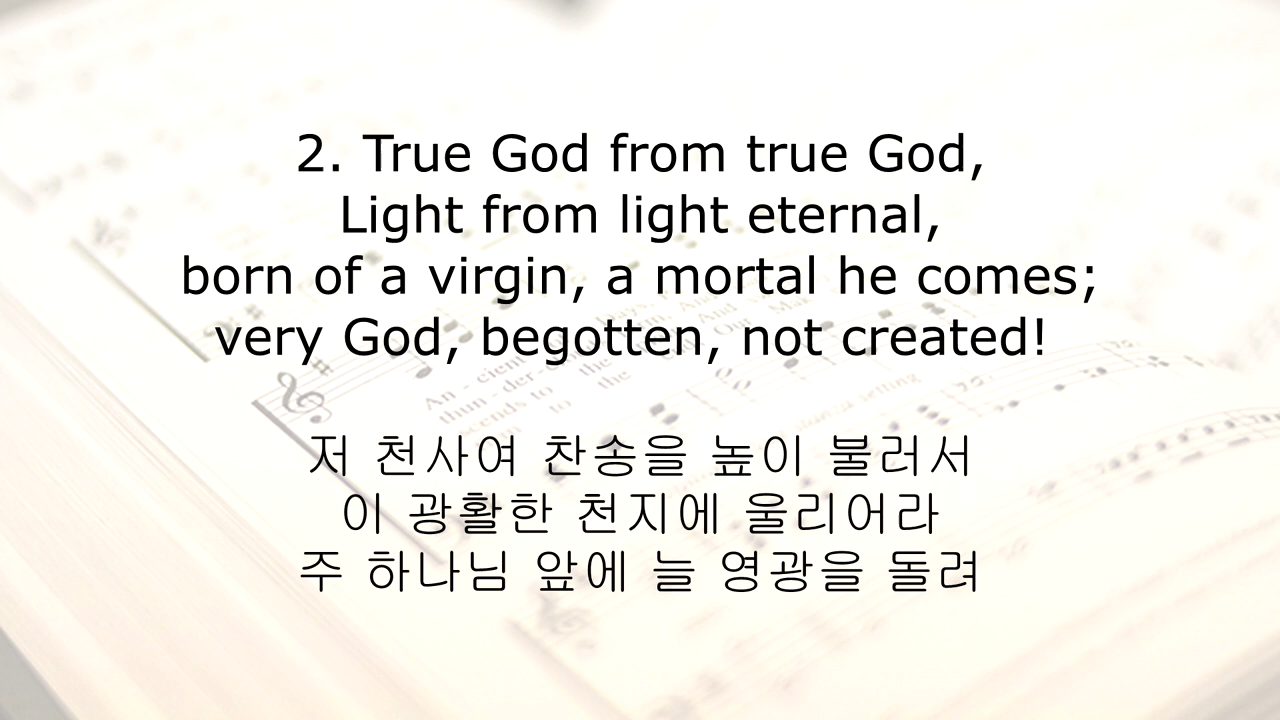 2. True God from true God,
Light from light eternal,
born of a virgin, a mortal he comes;
very God, begotten, not created!
저 천사여 찬송을 높이 불러서
이 광활한 천지에 울리어라
주 하나님 앞에 늘 영광을 돌려